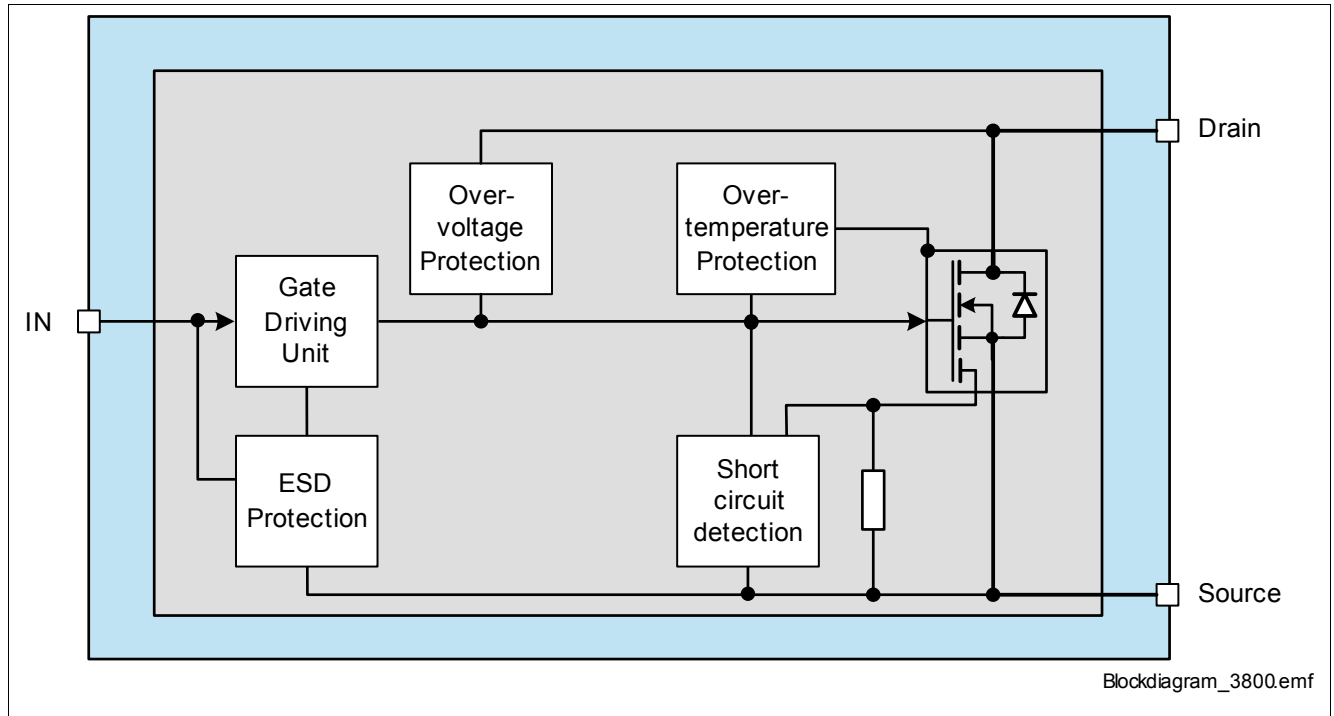 Drain
Over-
voltage
Protection
Over-
temperature
Protection
Gate
Driving
Unit
IN
ESD
Protection
Short
circuit
detection
Source
Blockdiagram_3800.emf